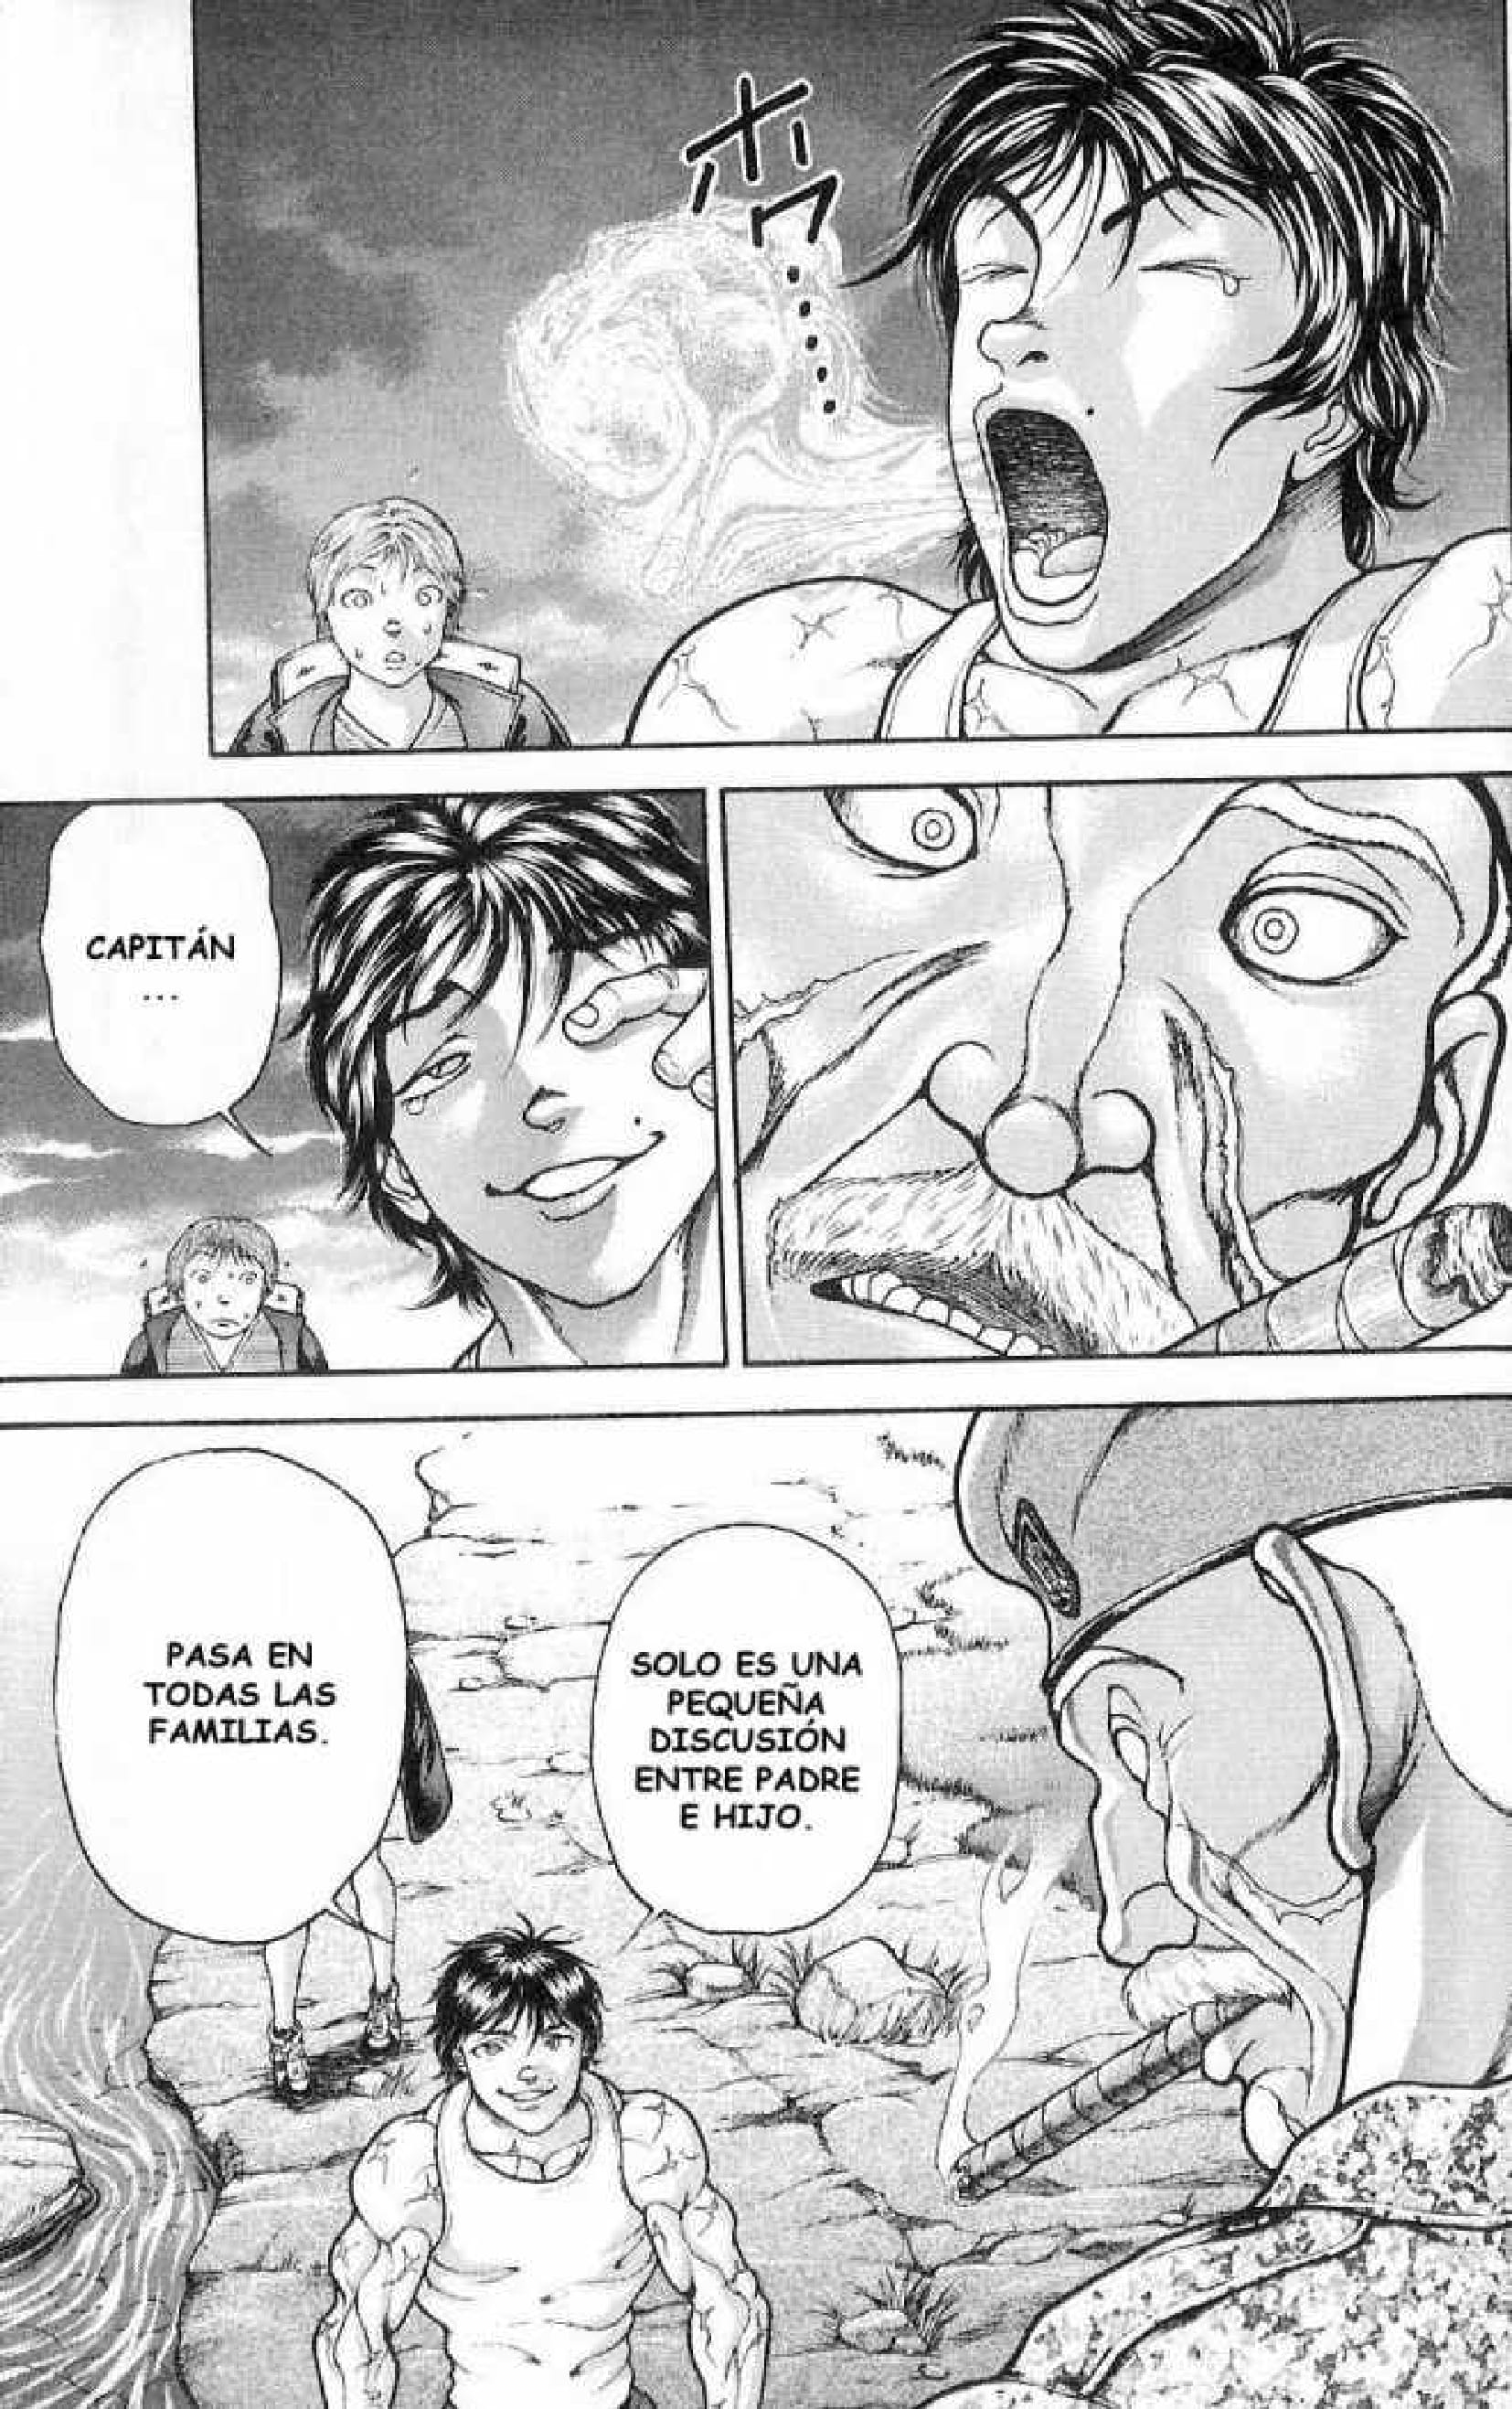 ホワ・・・・・
CAPITÁN
...
SOLO ES UNA
PEQUEÑA
DISCUSIÓN
ENTRE PADRE
E HIJO.
PASA EN
TODAS LAS
FAMILIAS.